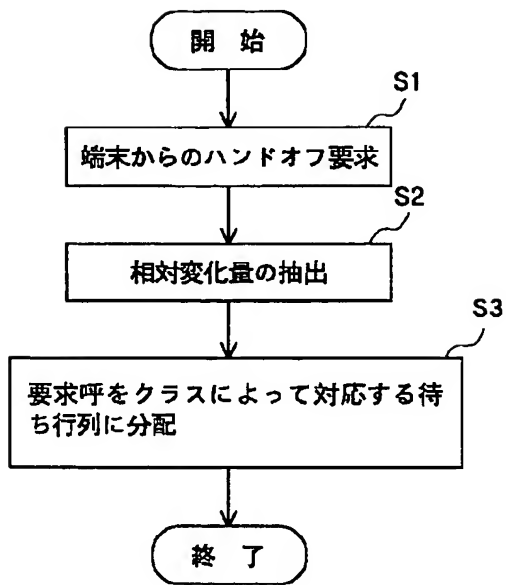 開 始
S1
端末からのハンドオフ要求
S2
相対変化量の抽出
S3
要求呼をクラスによって対応する待
ち行列に分配
終 了